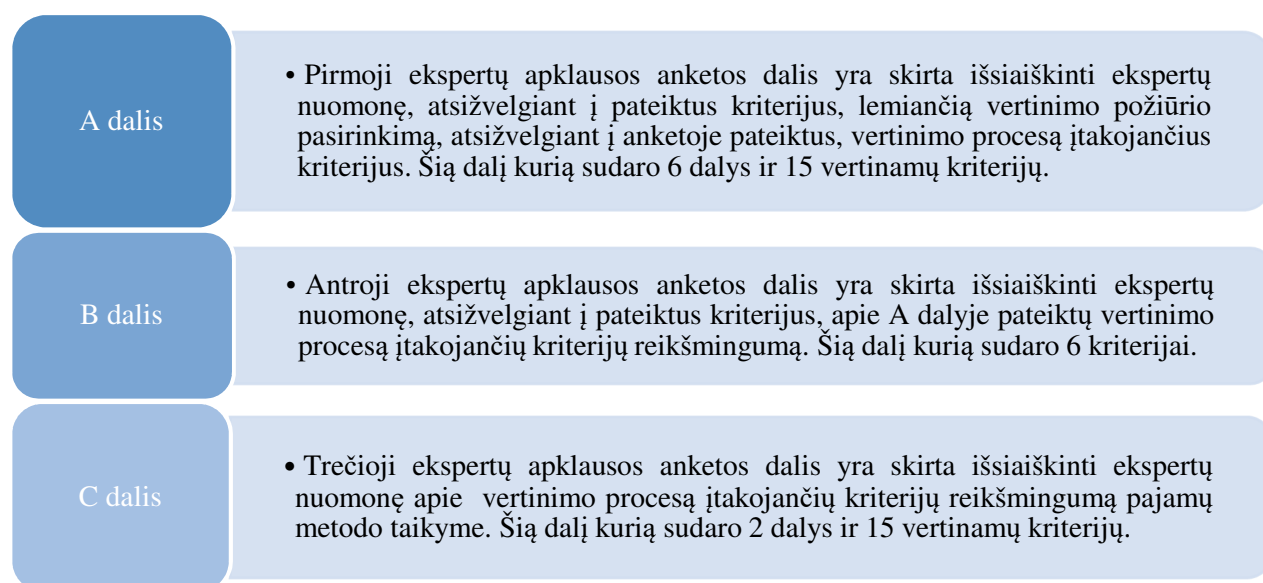 A dalis
• Pirmoji ekspertų apklausos anketos dalis yra skirta išsiaiškinti ekspertų
nuomonę, atsižvelgiant į pateiktus kriterijus, lemiančią vertinimo požiūrio
pasirinkimą, atsižvelgiant į anketoje pateiktus, vertinimo procesą įtakojančius
kriterijus. Šią dalį kurią sudaro 6 dalys ir 15 vertinamų kriterijų.
B dalis
• Antroji ekspertų apklausos anketos dalis yra skirta išsiaiškinti ekspertų
nuomonę, atsižvelgiant į pateiktus kriterijus, apie A dalyje pateiktų vertinimo
procesą įtakojančių kriterijų reikšmingumą. Šią dalį kurią sudaro 6 kriterijai.
C dalis
• Trečioji ekspertų apklausos anketos dalis yra skirta išsiaiškinti ekspertų
nuomonę apie vertinimo procesą įtakojančių kriterijų reikšmingumą pajamų
metodo taikyme. Šią dalį kurią sudaro 2 dalys ir 15 vertinamų kriterijų.